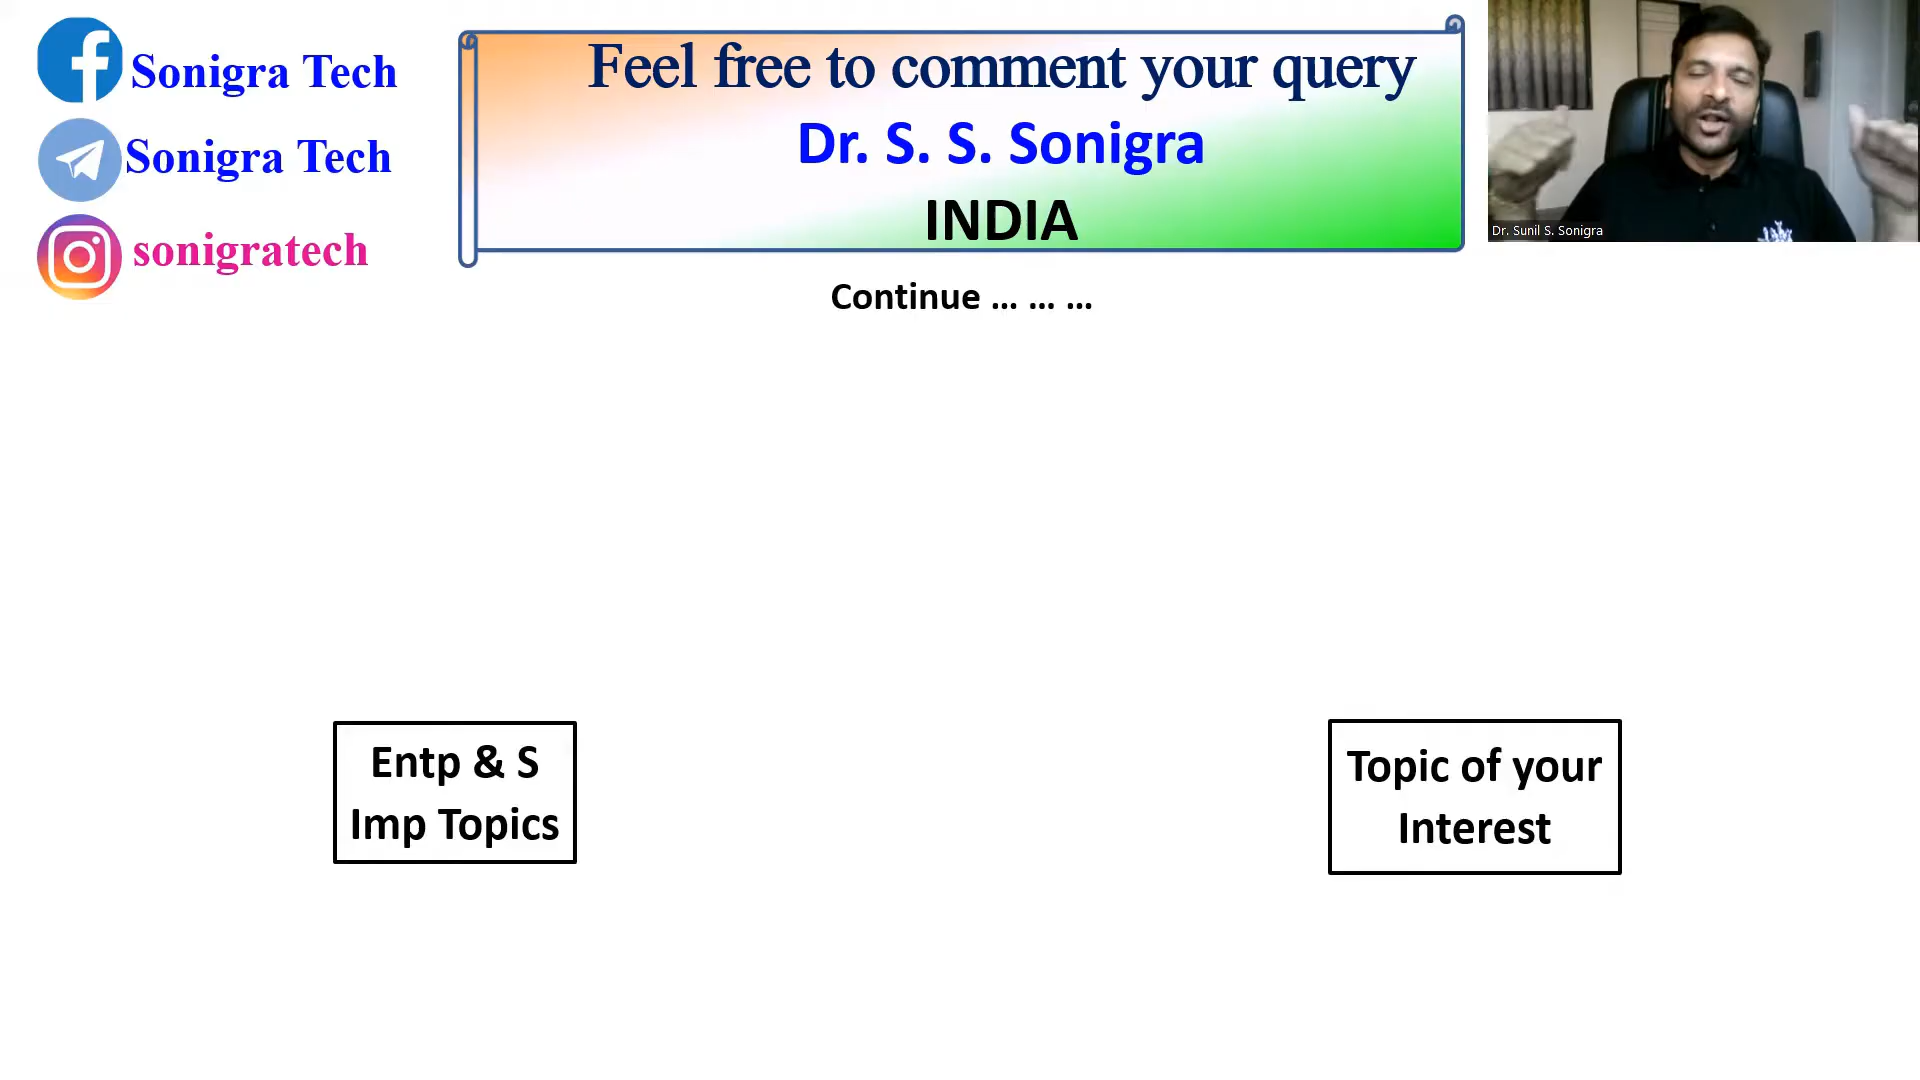 Sonigra Tech
Sonigra Tech
sonigratech
Feel free to comment your query
Dr. S. S. Sonigra
INDIA
Dr. Sunil S. Sonigra
Continue ... ... ...
Entp & S
Imp Topics
Topic of your
Interest